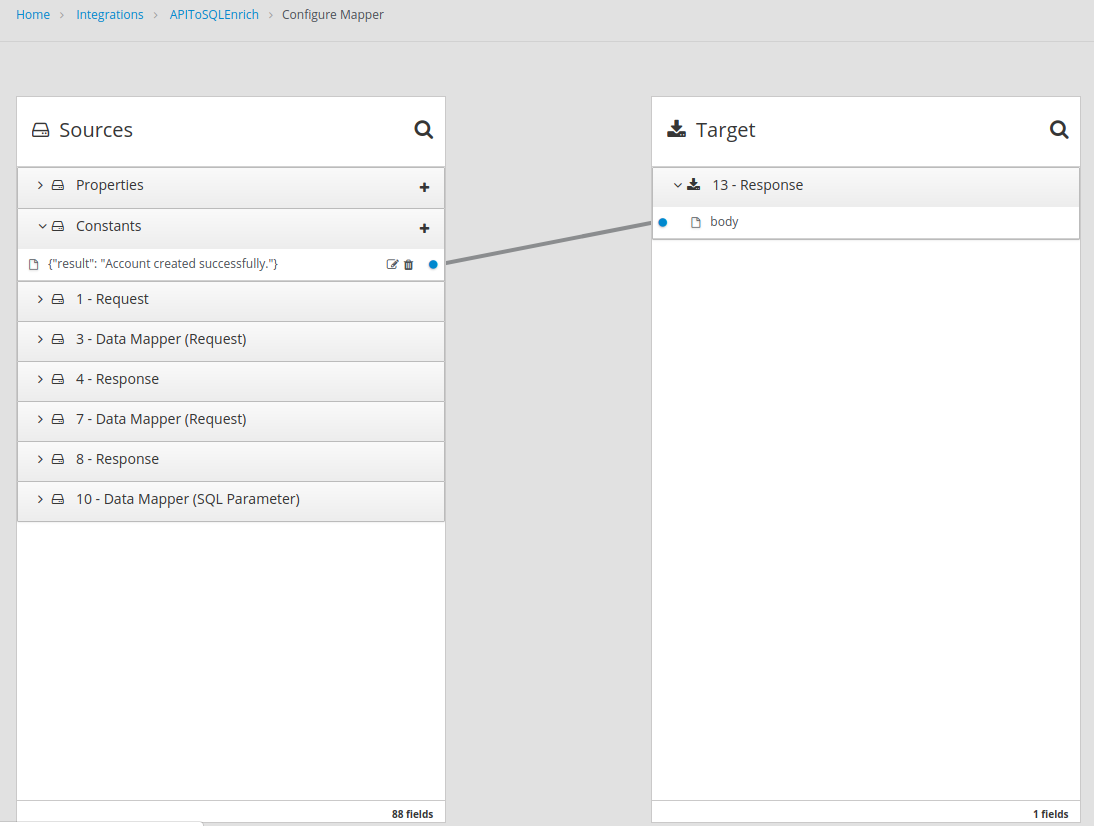 Home > Integrations > APIToSQLEnrich > Configure Mapper
Sources
Properties
Constants
{"result": "Account created successfully."}
1 - Request
3 - Data Mapper (Request)
4 - Response
7 - Data Mapper (Request)
8 - Response
10 - Data Mapper (SQL Parameter)
88 fields
Target
13 - Response
body
1 fields